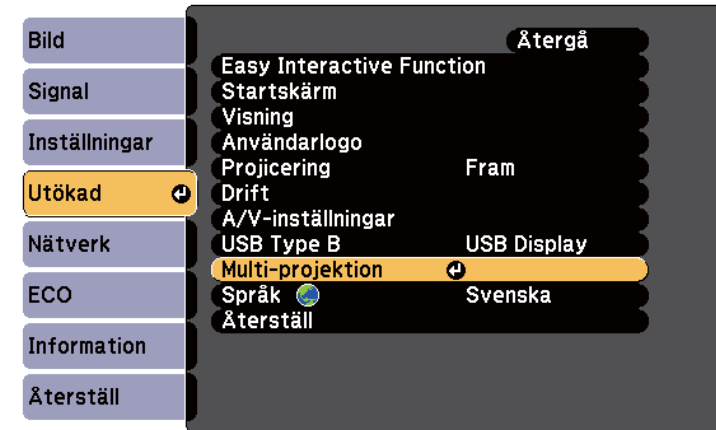 Bild
Signal
Inställningar
Utökad
Nätverk
ECO
Information
Återställ
Återgå
Easy Interactive Function
Startskärm
Visning
Användarlogo
Projicering Fram
Drift
A/V-inställningar
USB Type B USB Display
Multi-projektion
Språk Svenska
Återställ